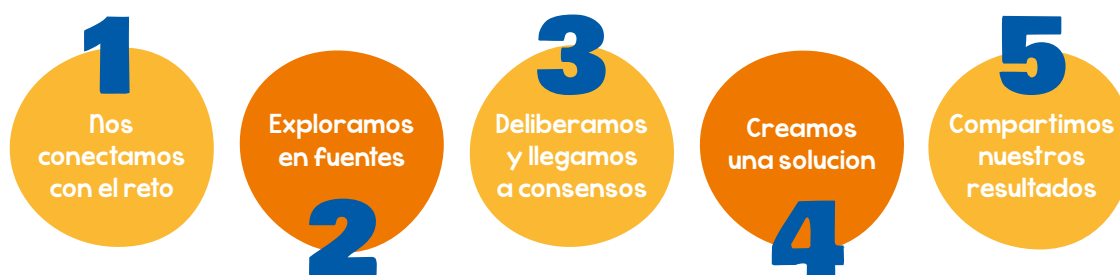 1
Nos
conectamos
con el reto
Exploramos
en fuentes
2
3
Deliberamos
y llegamos
a consensos
Creamos
una solucion
4
5
Compartimos
nuestros
resultados